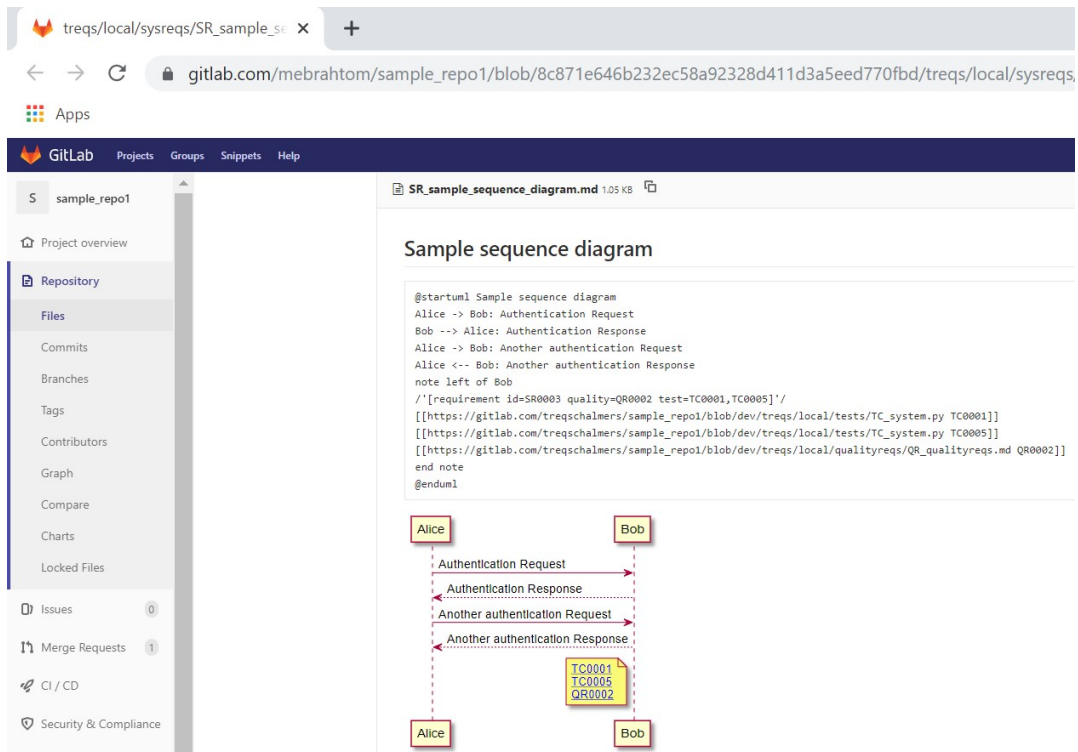 treqs/local/sysreqs/SR_sample_se
gitlab.com/mebrahtom/sample_repo1/blob/8c871e646b232ec58a92328d411d3a5eed770fbd/treqs/local/sysreqs/
Apps
GitLab Projects Groups Snippets Help
S sample_repo1
Project overview
Repository
Files
Commits
Branches
Tags
Contributors
Graph
Compare
Charts
Locked Files
Issues 0
Merge Requests 1
CI / CD
Security & Compliance
SR_sample_sequence_diagram.md 1.05 KB
Sample sequence diagram
@startuml Sample sequence diagram
Alice -> Bob: Authentication Request
Bob --> Alice: Authentication Response
Alice -> Bob: Another authentication Request
Alice <-- Bob: Another authentication Response
note left of Bob
/'[requirement id=SR0003 quality=QR0002 test=TC0001,TC0005]'/
[[https://gitlab.com/treqschalmers/sample_repo1/blob/dev/treqs/local/tests/TC_system.py TC0001]]
[[https://gitlab.com/treqschalmers/sample_repo1/blob/dev/treqs/local/tests/TC_system.py TC0005]]
[[https://gitlab.com/treqschalmers/sample_repo1/blob/dev/treqs/local/qualityreqs/QR_qualityreqs.md QR0002]]
end note
@enduml
Alice Bob
Authentication Request
Authentication Response
Another authentication Request
Another authentication Response
TC0001
TC0005
QR0002
Alice Bob